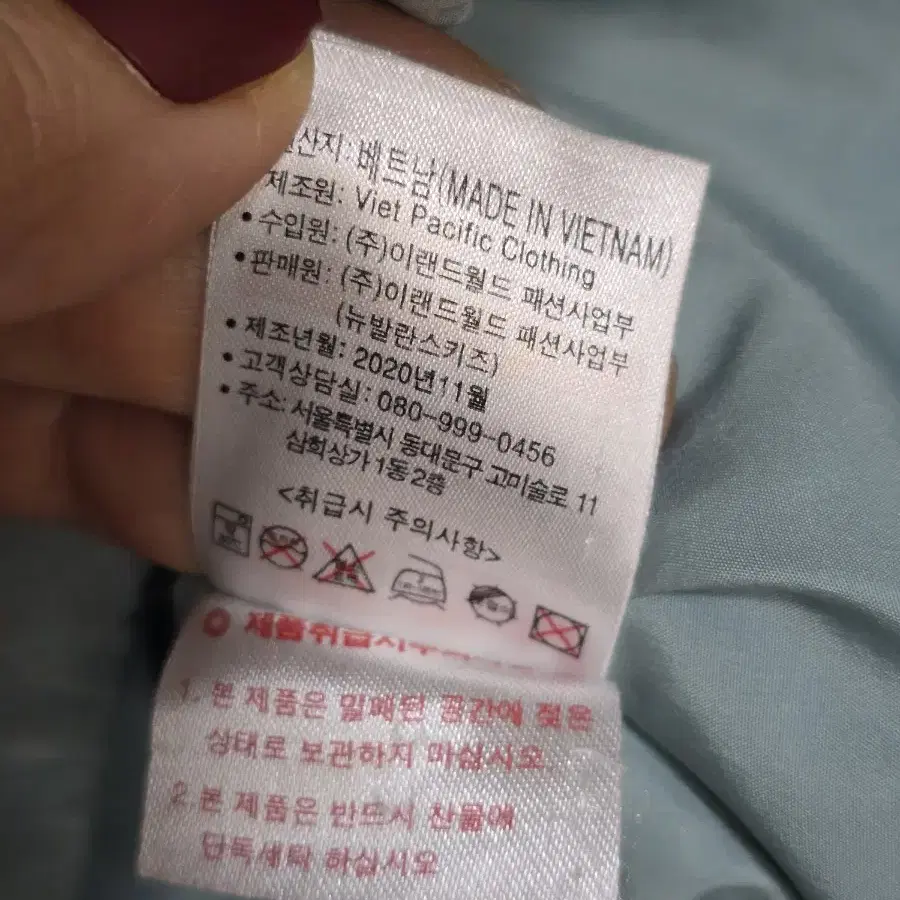 산지: 베트남(MADE IN VIETNAM)
제조원: Viet Pacific Clothing
• 수입원: (주)이랜드월드 패션사업부
• 판매원: (주)이랜드월드 패션사업부
(뉴발란스키즈)
• 제조년월: 2020년11월
• 고객상담실: 080-999-0456
• 주소: 서울특별시 동대문구 고미술로 11
삼희상가 1동 2층
<취급시 주의사항>
제품취급시
1. 본 제품은 밀폐된 공간에 젖은
상태로 보관하지 마십시오.
2. 본 제품은 반드시 찬물에
단독세탁 하십시오